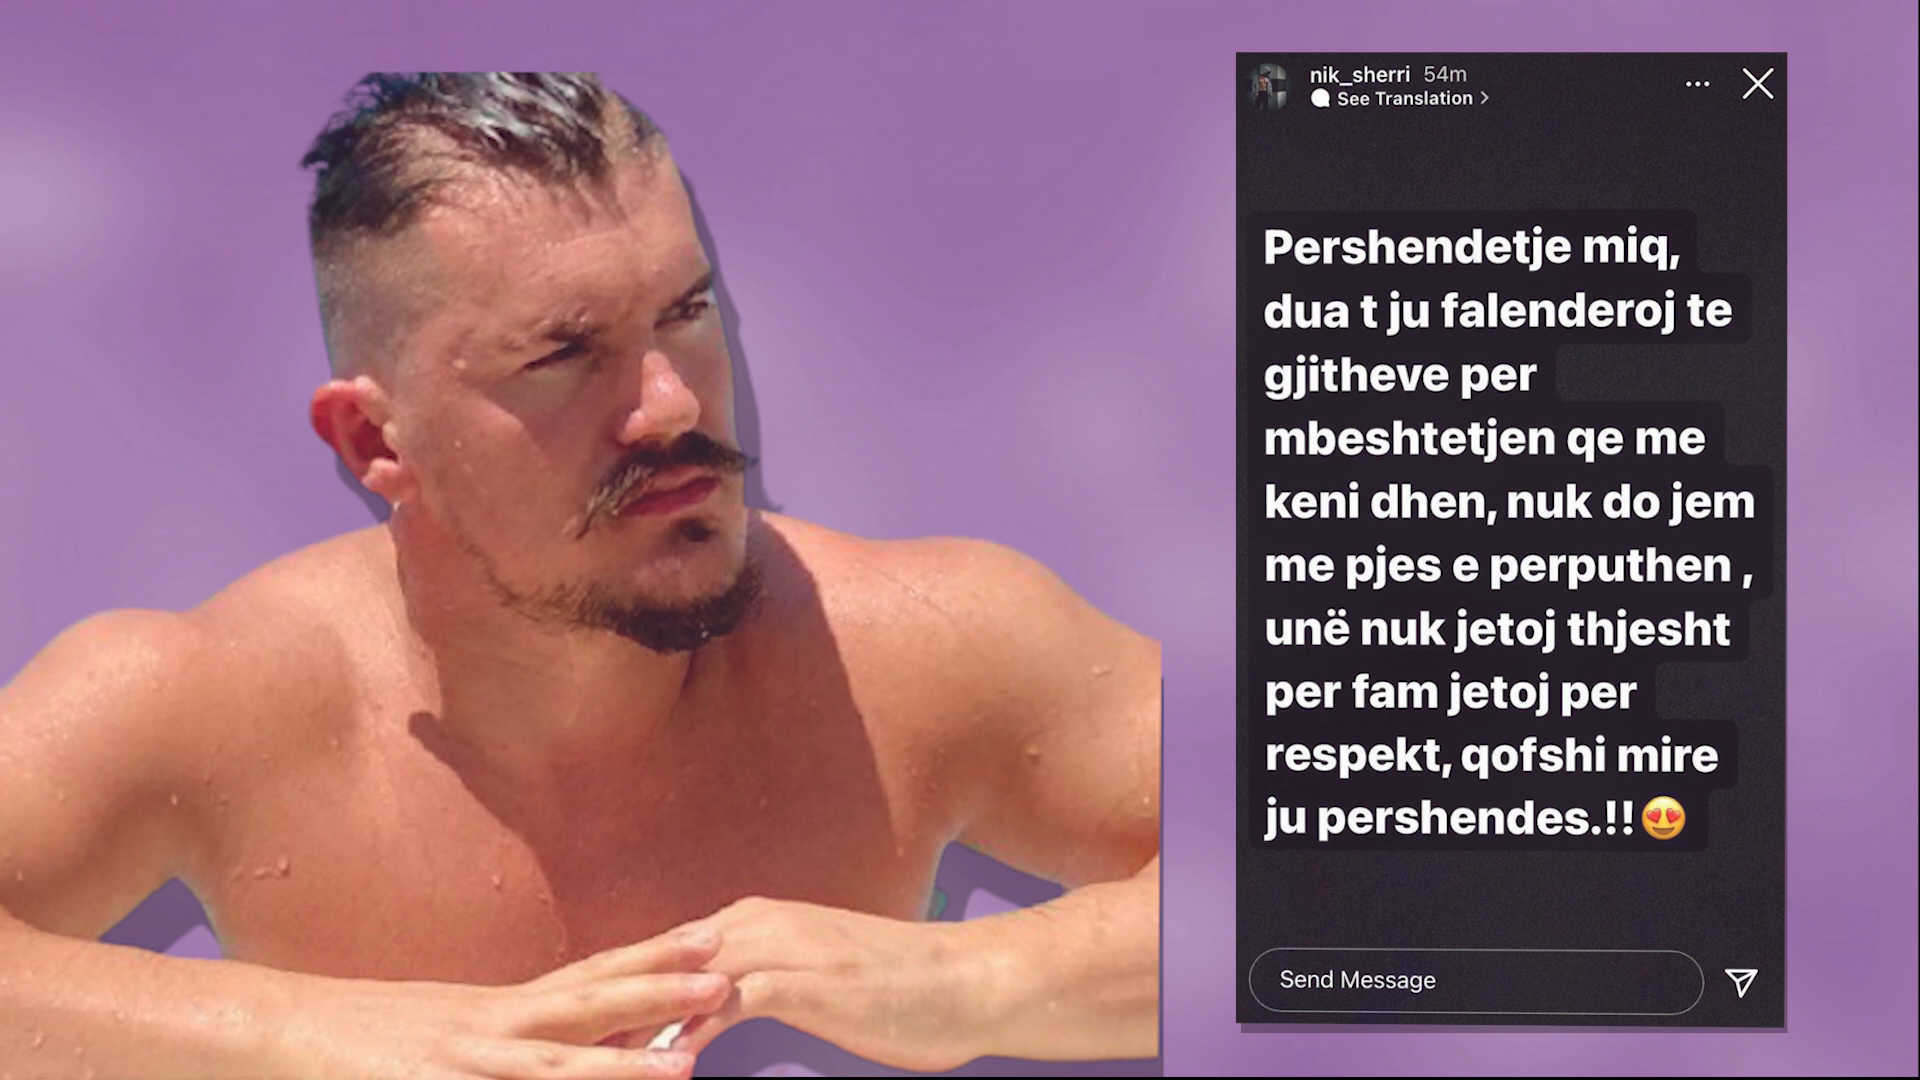 nik_sherri 54m
See Translation
Pershendetje miq,
dua t ju falenderoj te
gjitheve per
mbeshtetjen qe me
keni dhen, nuk do jem
me pjes e perputhen ,
unë nuk jetoj thjesht
per fam jetoj per
respekt, qofshi mire
ju pershendes.!!😍
Send Message